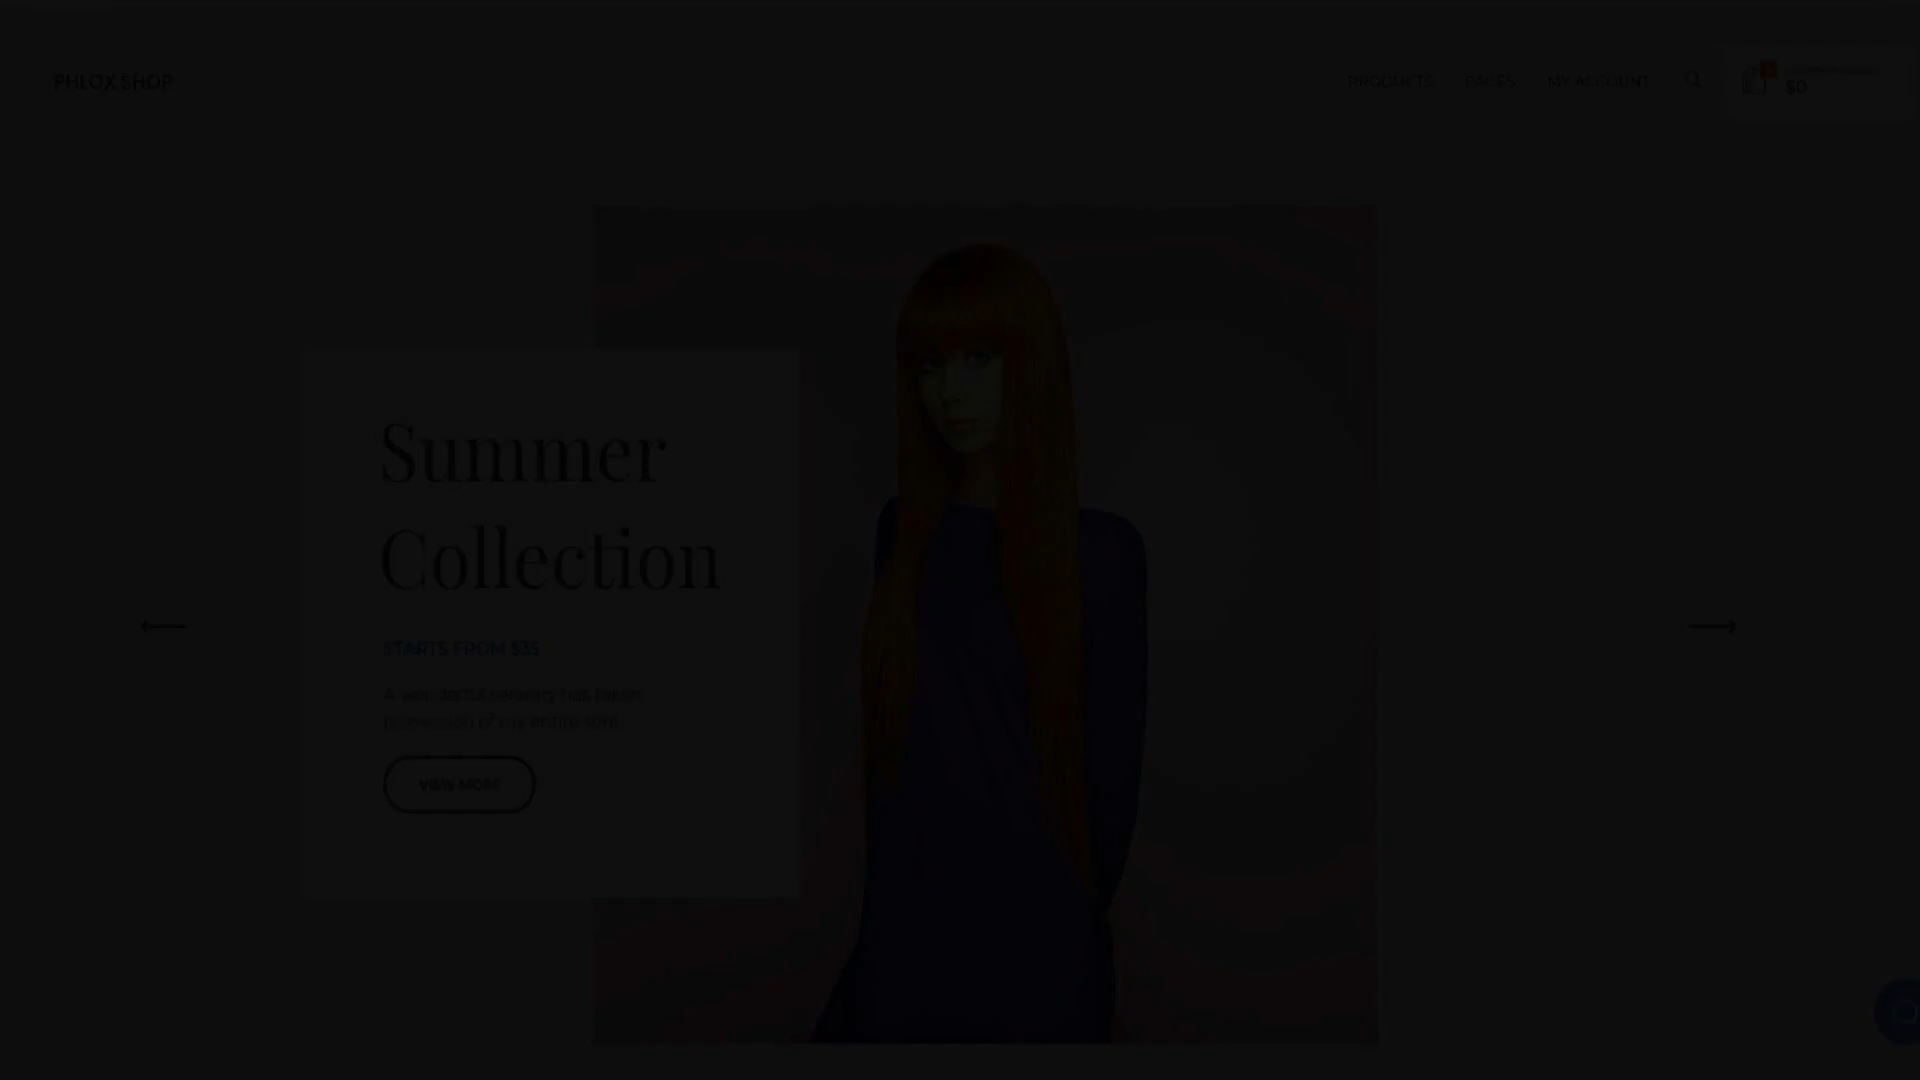 PHLOX SHOP
PRODUCTS PAGES MY ACCOUNT
$0
Summer
Collection
STARTS FROM $35
A wonderful serenity has taken
possession of my entire soul
VIEW MORE